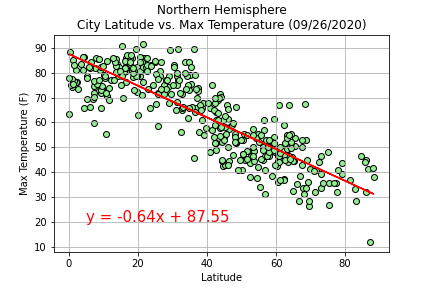 Northern Hemisphere
City Latitude vs. Max Temperature (09/26/2020)
90
80
70
60
50
40
30
20
10
Max Temperature (F)
y = -0.64x + 87.55
0 20 40 60 80
Latitude